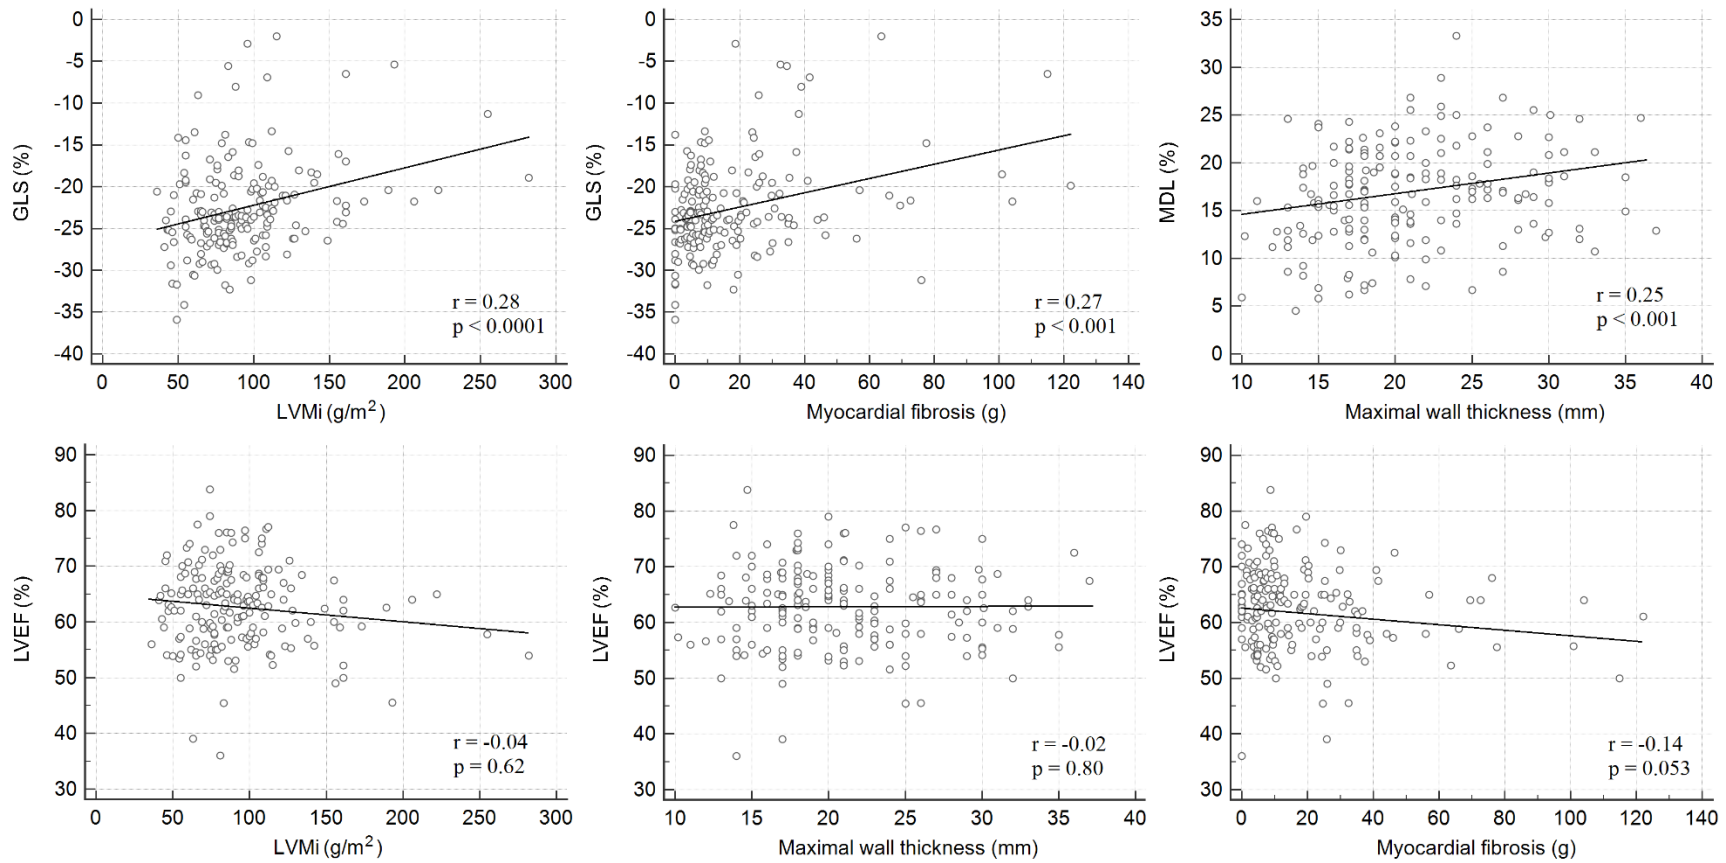 0
-5
-10
-15
-20
-25
-30
-35
-40
GLS (%)
r = 0.28
p < 0.0001
0 50 100 150 200 250 300
LVMi (g/m²)
0
-5
-10
-15
-20
-25
-30
-35
-40
GLS (%)
r = 0.27
p < 0.001
0 20 40 60 80 100 120 140
Myocardial fibrosis (g)
35
30
25
20
15
10
5
0
MDL (%)
r = 0.25
p < 0.001
10 15 20 25 30 35 40
Maximal wall thickness (mm)
90
80
70
60
50
40
30
LVEF (%)
r = -0.04
p = 0.62
0 50 100 150 200 250 300
LVMi (g/m²)
90
80
70
60
50
40
30
LVEF (%)
r = -0.02
p = 0.80
10 15 20 25 30 35 40
Maximal wall thickness (mm)
90
80
70
60
50
40
30
LVEF (%)
r = -0.14
p = 0.053
0 20 40 60 80 100 120 140
Myocardial fibrosis (g)